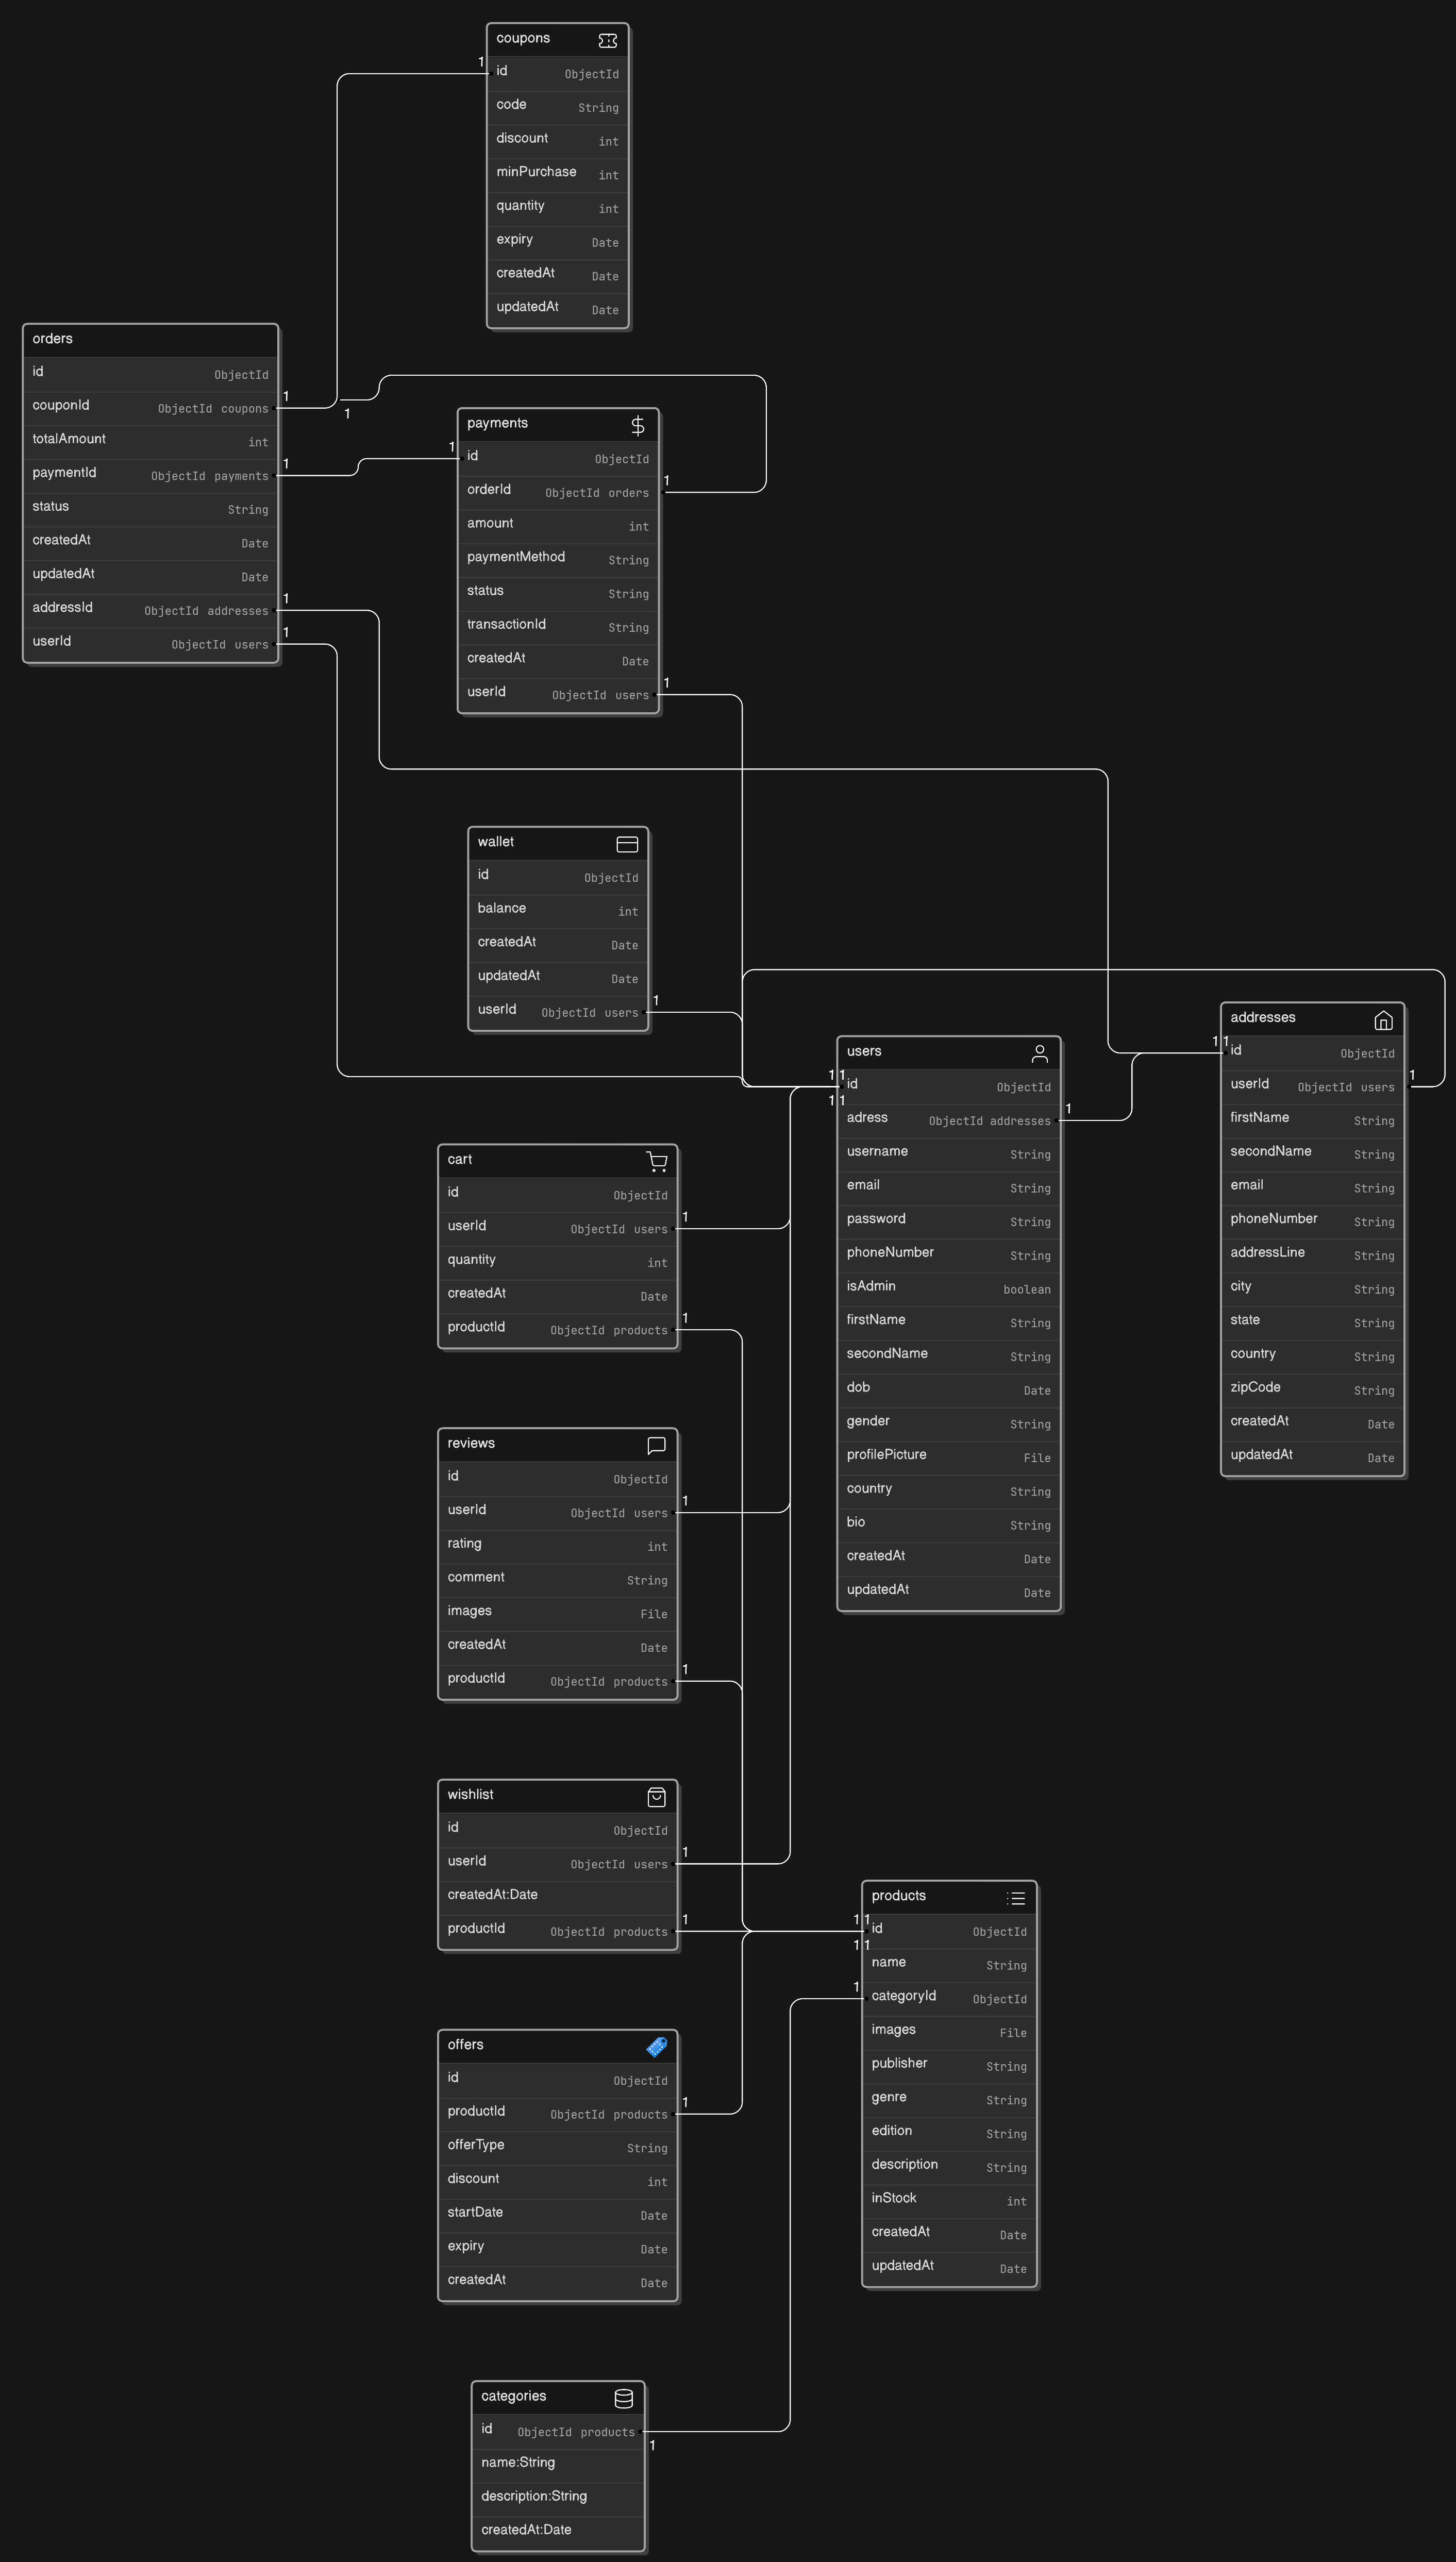 coupons
id ObjectId
code String
discount int
minPurchase int
quantity int
expiry Date
createdAt Date
updatedAt Date
1
orders
id ObjectId
couponId ObjectId coupons
totalAmount int
paymentId ObjectId payments
status String
createdAt Date
updatedAt Date
addressId ObjectId addresses
userId ObjectId users
1
1
1
1
1
payments
id ObjectId
orderId ObjectId orders
amount int
paymentMethod String
status String
transactionId String
createdAt Date
userId ObjectId users
1
1
1
wallet
id ObjectId
balance int
createdAt Date
updatedAt Date
userId ObjectId users
1
users
id ObjectId
adress ObjectId addresses
username String
email String
password String
phoneNumber String
isAdmin boolean
firstName String
secondName String
dob Date
gender String
profilePicture File
country String
bio String
createdAt Date
updatedAt Date
1 1
1 1
1
addresses
id ObjectId
userId ObjectId users
firstName String
secondName String
email String
phoneNumber String
addressLine String
city String
state String
country String
zipCode String
createdAt Date
updatedAt Date
1 1
1
cart
id ObjectId
userId ObjectId users
quantity int
createdAt Date
productId ObjectId products
1
1
reviews
id ObjectId
userId ObjectId users
rating int
comment String
images File
createdAt Date
productId ObjectId products
1
1
wishlist
id ObjectId
userId ObjectId users
createdAt:Date
productId ObjectId products
1
1
products
id ObjectId
name String
categoryId ObjectId
images File
publisher String
genre String
edition String
description String
inStock int
createdAt Date
updatedAt Date
1 1
1 1
1
offers
id ObjectId
productId ObjectId products
offerType String
discount int
startDate Date
expiry Date
createdAt Date
1
categories
id ObjectId products
name:String
description:String
createdAt:Date
1